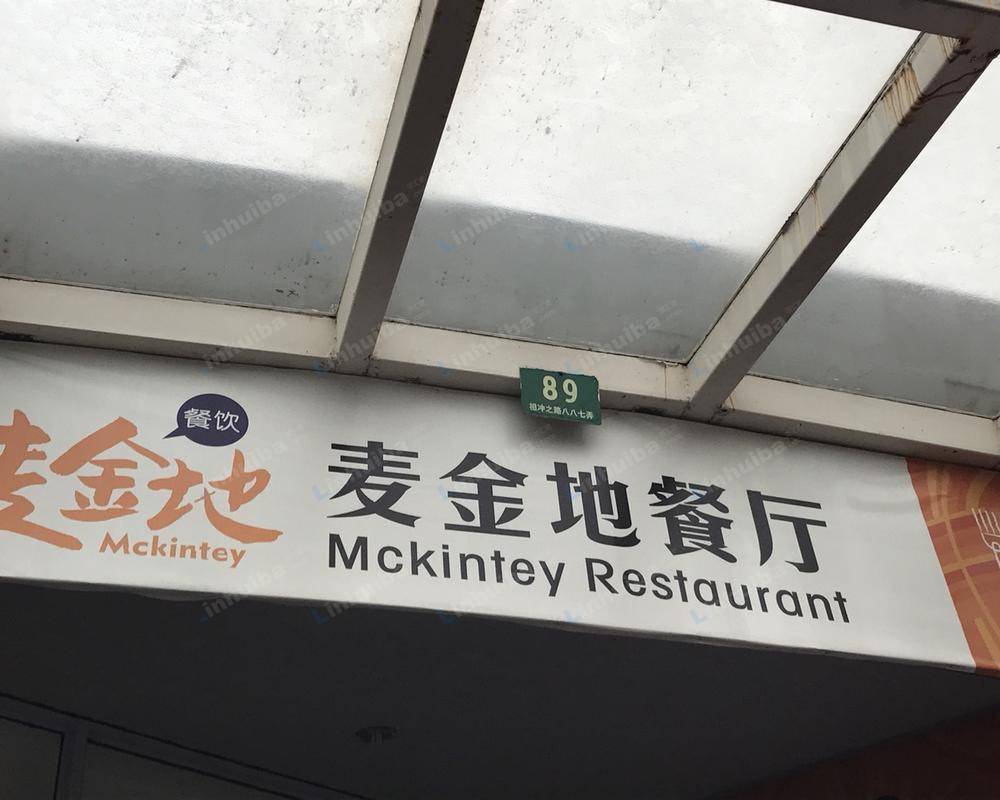 89
祖冲之路八八七弄
餐饮
麦金地
Mckintey
麦金地餐厅
Mckintey Restaurant
Linhuiba